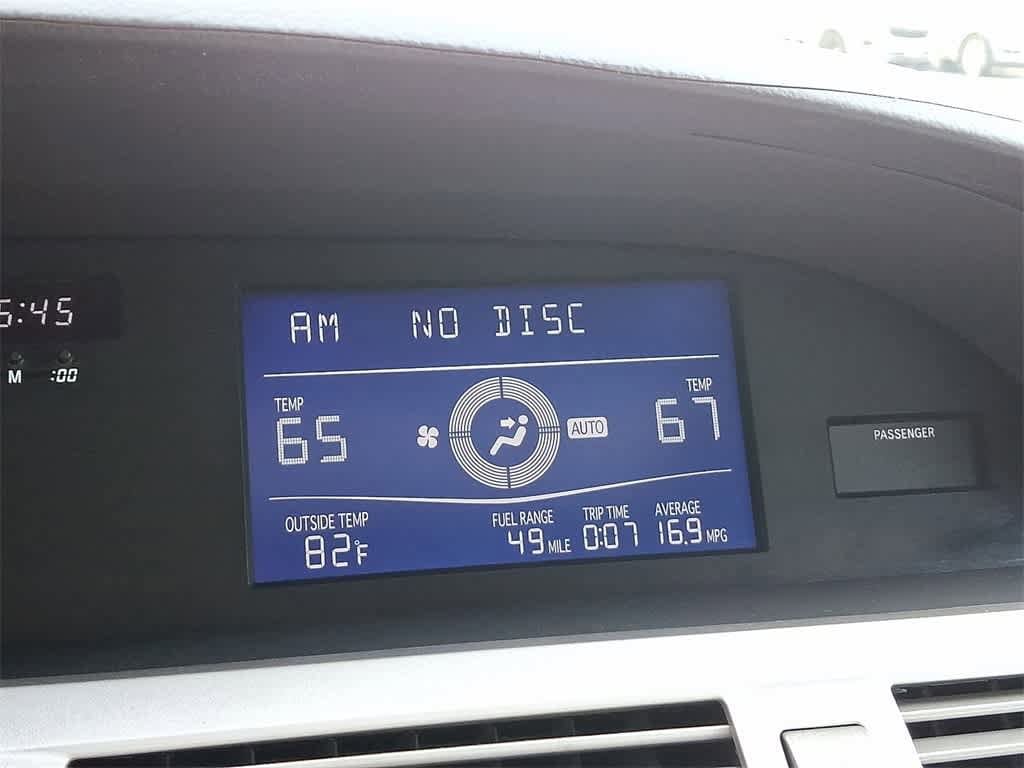 AM NO DISC
5:45
M :00
TEMP
65
AUTO
TEMP
67
PASSENGER
OUTSIDE TEMP
82°F
FUEL RANGE
49 MILE
TRIP TIME
0:07
AVERAGE
16.9 MPG